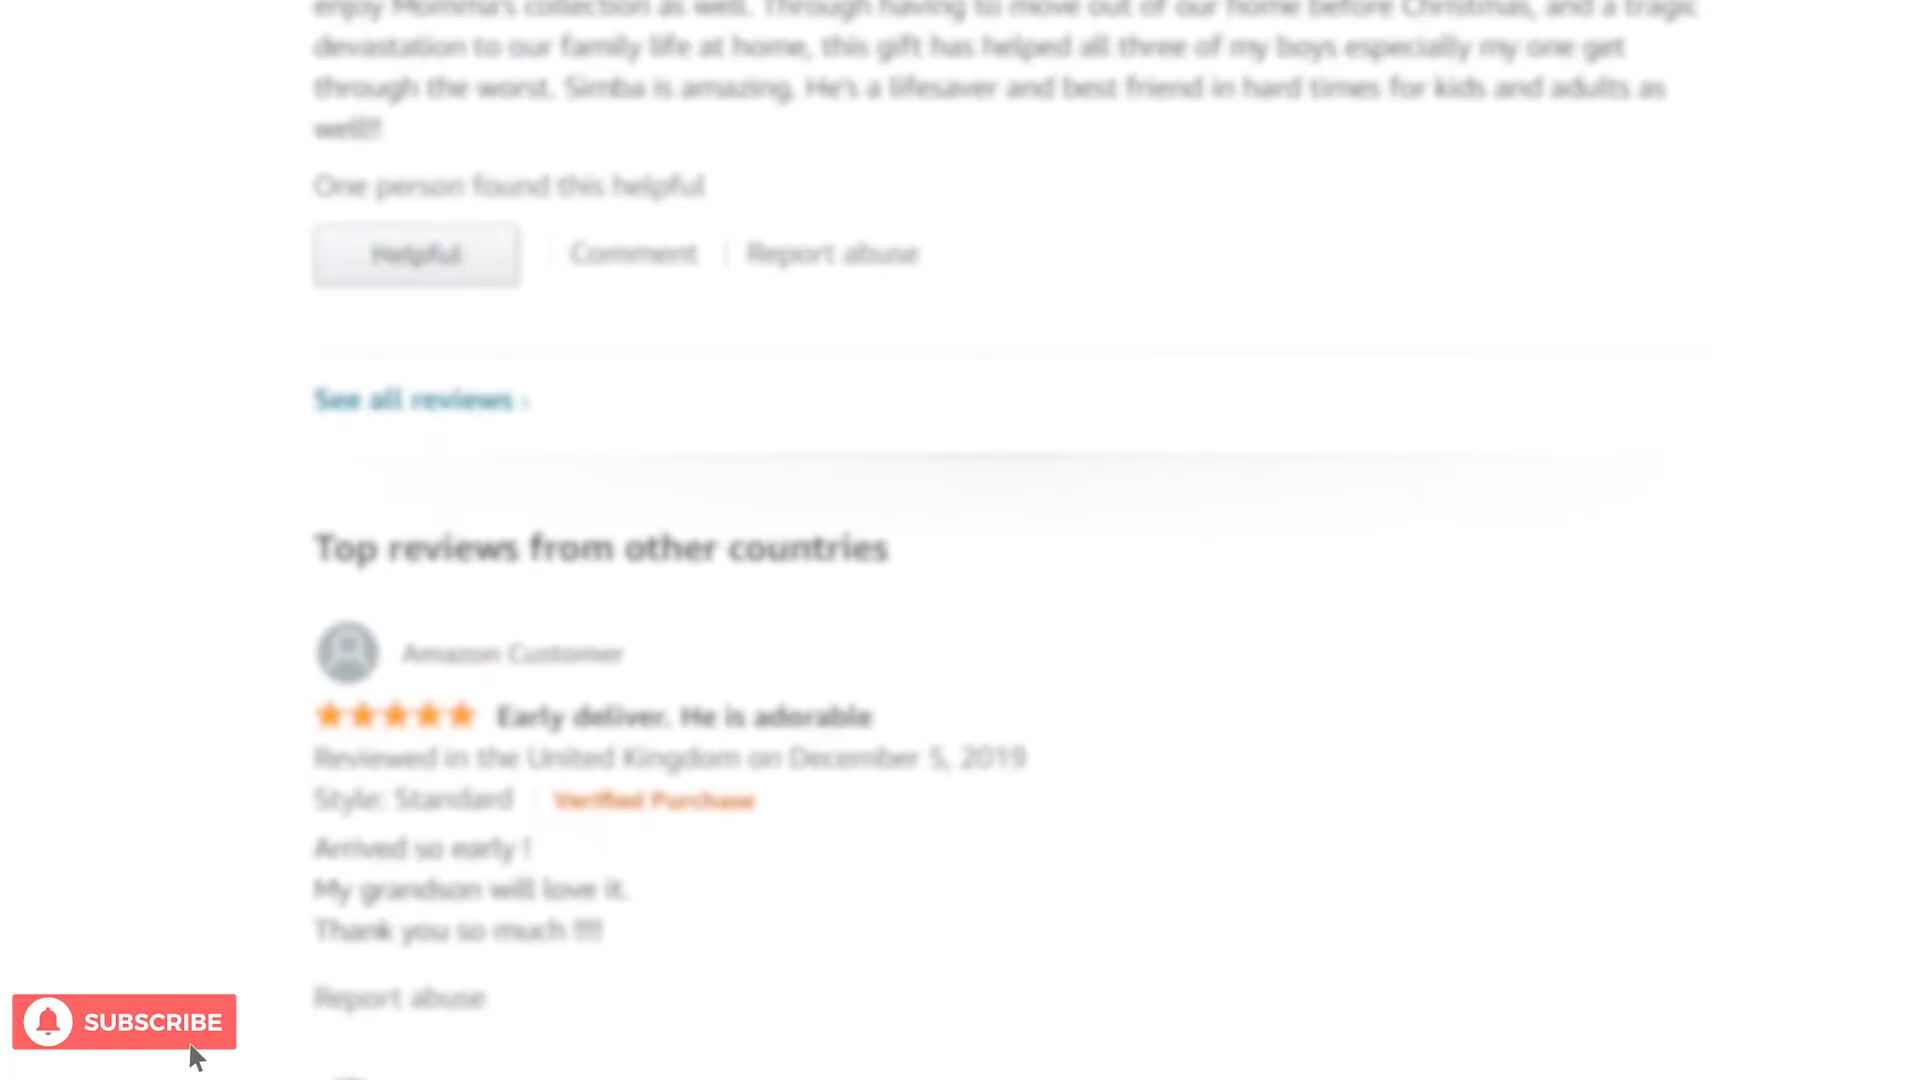 enjoy Momma's collection as well. Through having to move out of our home before Christmas, and a tragic
devastation to our family life at home, this gift has helped all three of my boys especially my one get
through the worst. Simba is amazing. He's a lifesaver and best friend in hard times for kids and adults as
well!!
One person found this helpful
Helpful
Comment
Report abuse
See all reviews ›
Top reviews from other countries
Amazon Customer
Early deliver. He is adorable
Reviewed in the United Kingdom on December 5, 2019
Style: Standard
Verified Purchase
Arrived so early !
My grandson will love it.
Thank you so much !!!!
Report abuse
SUBSCRIBE